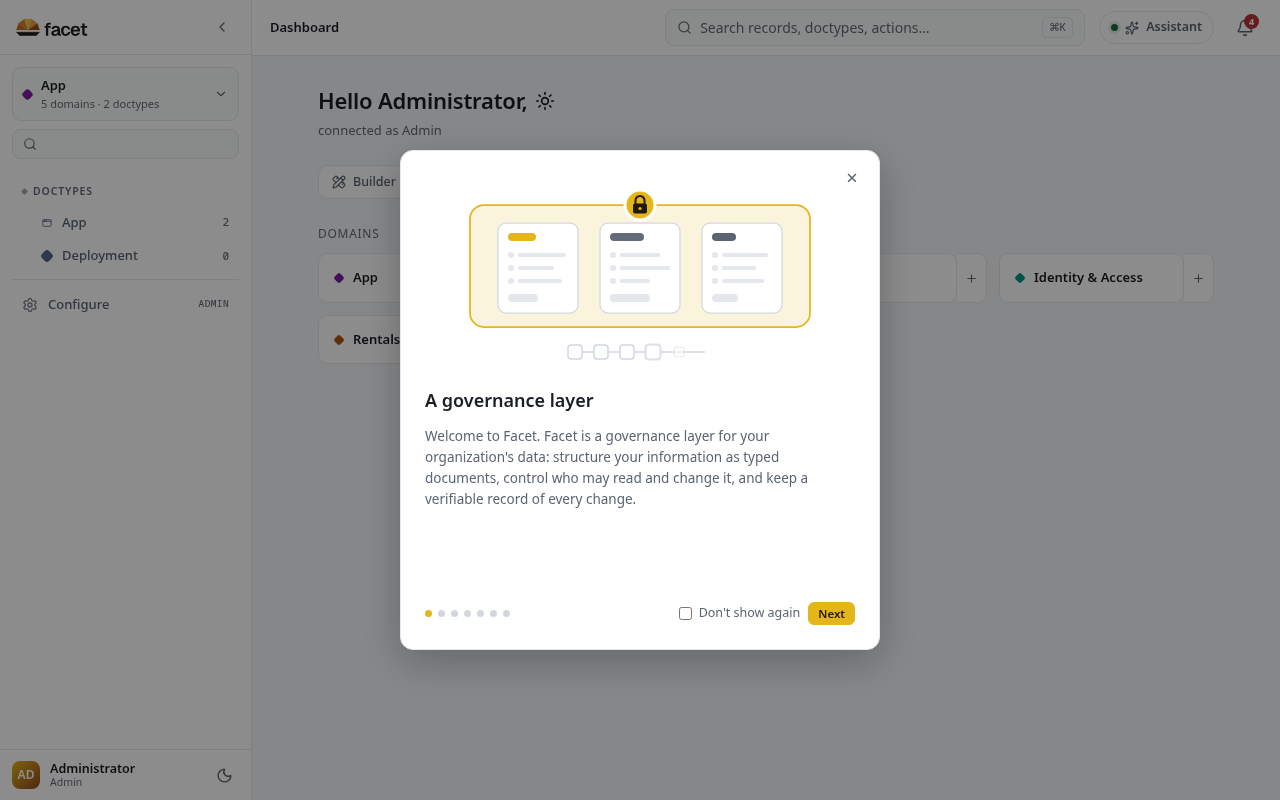 facet
Dashboard
Search records, doctypes, actions...
⌘K
Assistant
4
App
5 domains · 2 doctypes
DOCTYPES
App
2
Deployment
0
Configure
ADMIN
Hello Administrator,
connected as Admin
Builder
DOMAINS
App
Identity & Access
Rentals
A governance layer
Welcome to Facet. Facet is a governance layer for your
organization's data: structure your information as typed
documents, control who may read and change it, and keep a
verifiable record of every change.
Don't show again
Next
AD
Administrator
Admin